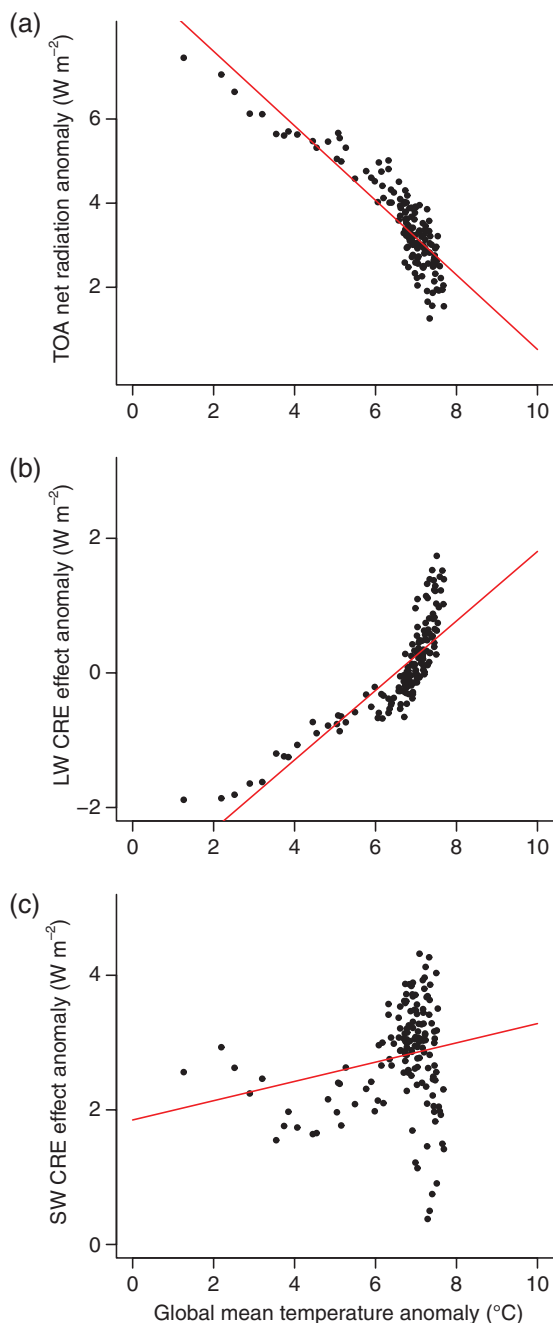 (a)
TOA net radiation anomaly (W m⁻²)
6
4
2
0 2 4 6 8 10
(b)
LW CRE effect anomaly (W m⁻²)
2
0
−2
0 2 4 6 8 10
(c)
SW CRE effect anomaly (W m⁻²)
4
2
0
0 2 4 6 8 10
Global mean temperature anomaly (°C)